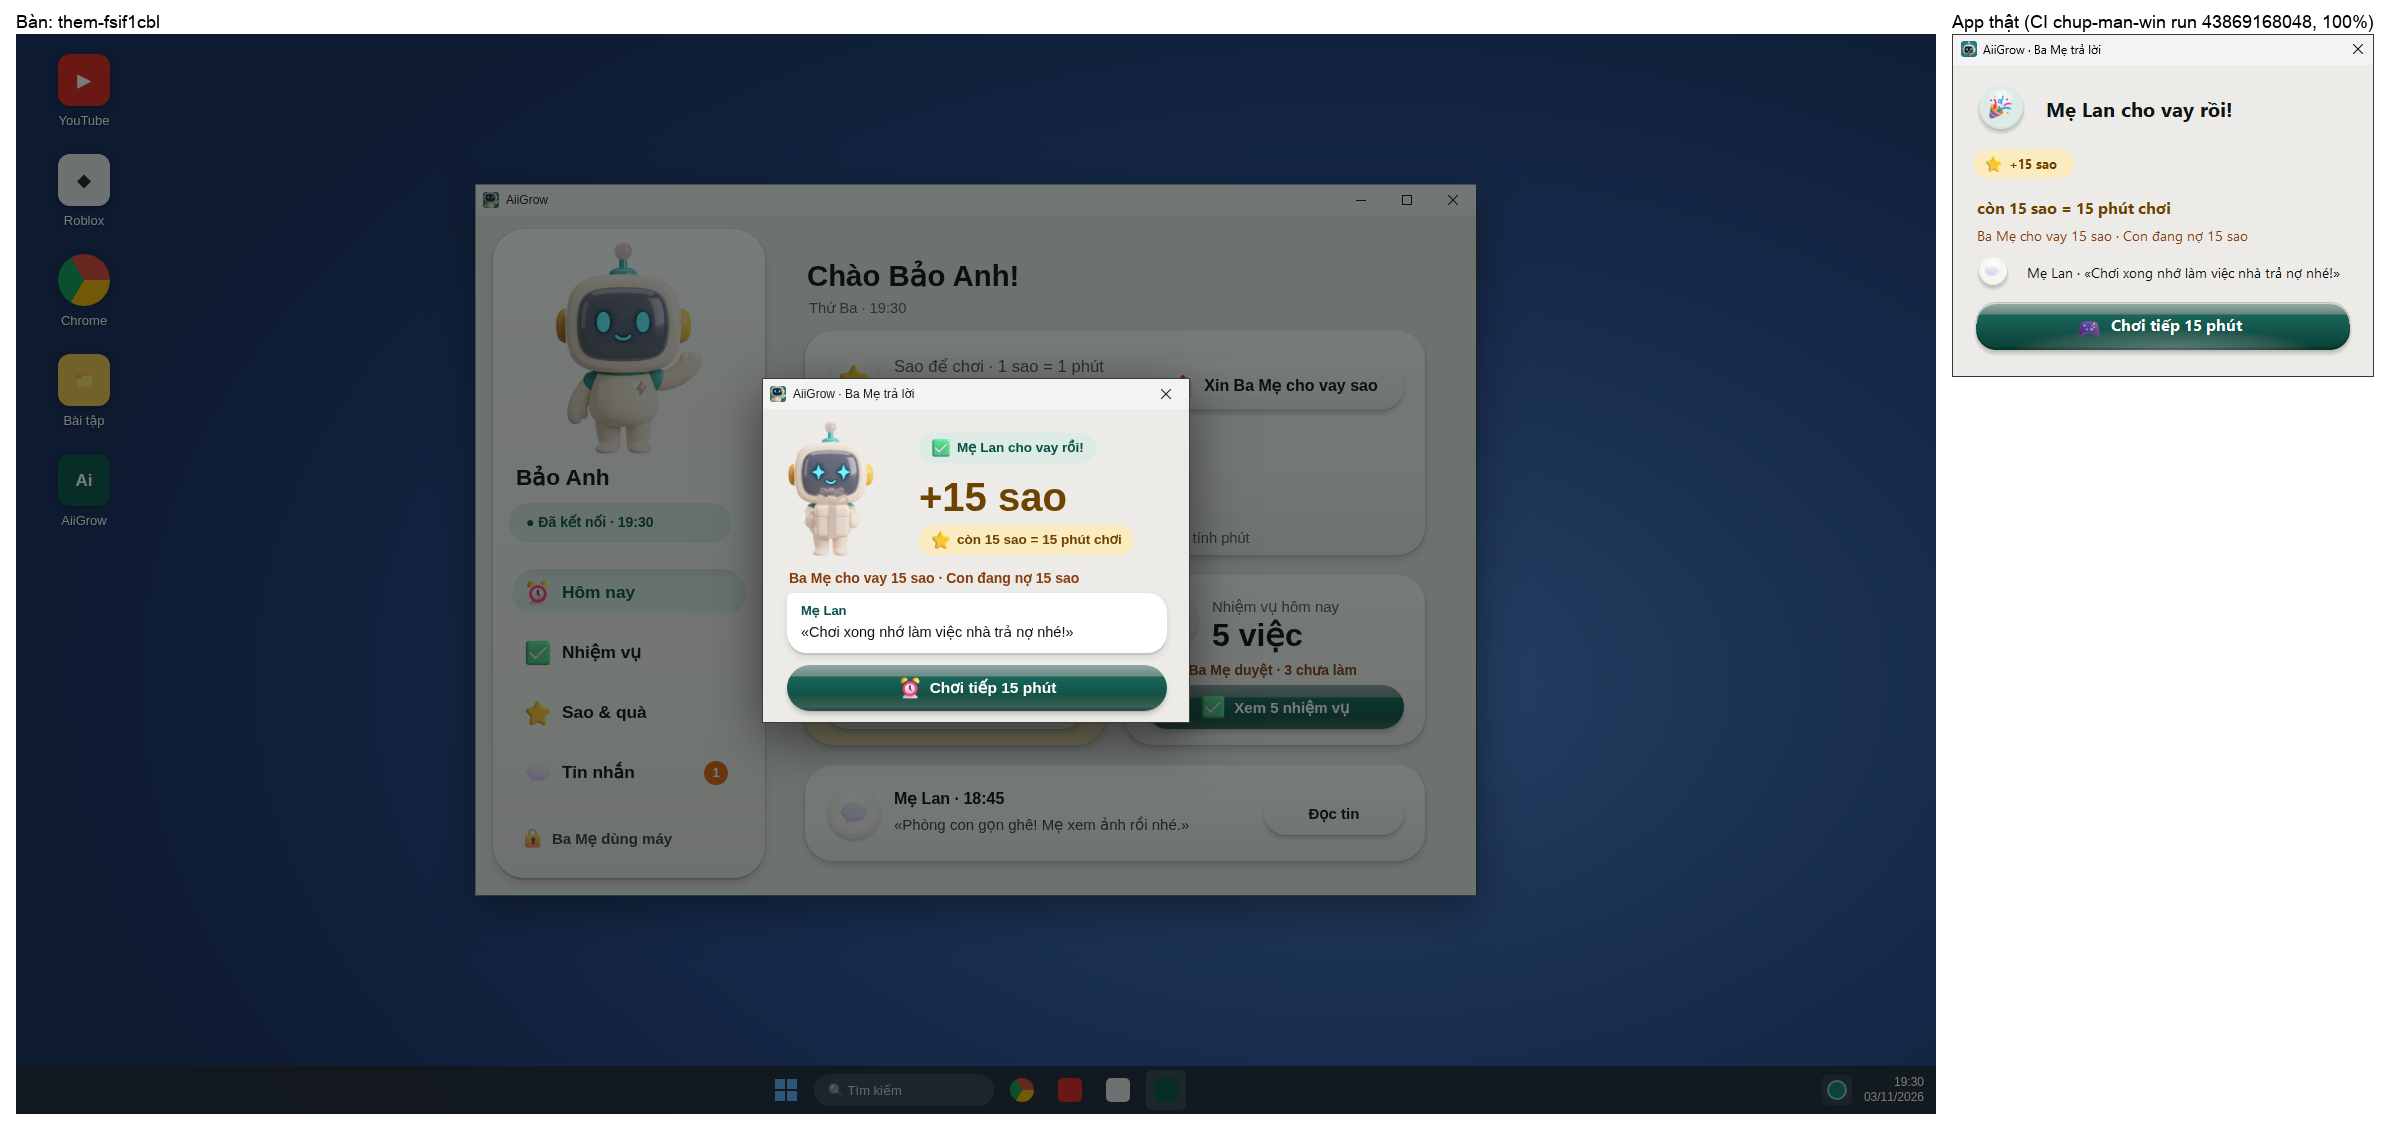 Bàn: them-fsif1cbl
App thật (CI chup-man-win run 43869168048, 100%)
YouTube
Roblox
Chrome
Bài tập
Ai
AiiGrow
AiiGrow
Bảo Anh
● Đã kết nối · 19:30
Hôm nay
Nhiệm vụ
Sao & quà
Tin nhắn
1
Ba Mẹ dùng máy
Chào Bảo Anh!
Thứ Ba · 19:30
Sao để chơi · 1 sao = 1 phút
Xin Ba Mẹ cho vay sao
tính phút
Nhiệm vụ hôm nay
5 việc
Ba Mẹ duyệt · 3 chưa làm
Xem 5 nhiệm vụ
Mẹ Lan · 18:45
«Phòng con gọn ghê! Mẹ xem ảnh rồi nhé.»
Đọc tin
AiiGrow · Ba Mẹ trả lời
Mẹ Lan cho vay rồi!
+15 sao
còn 15 sao = 15 phút chơi
Ba Mẹ cho vay 15 sao · Con đang nợ 15 sao
Mẹ Lan
«Chơi xong nhớ làm việc nhà trả nợ nhé!»
Chơi tiếp 15 phút
Tìm kiếm
19:30
03/11/2026
AiiGrow · Ba Mẹ trả lời
Mẹ Lan cho vay rồi!
+15 sao
còn 15 sao = 15 phút chơi
Ba Mẹ cho vay 15 sao · Con đang nợ 15 sao
Mẹ Lan · «Chơi xong nhớ làm việc nhà trả nợ nhé!»
Chơi tiếp 15 phút